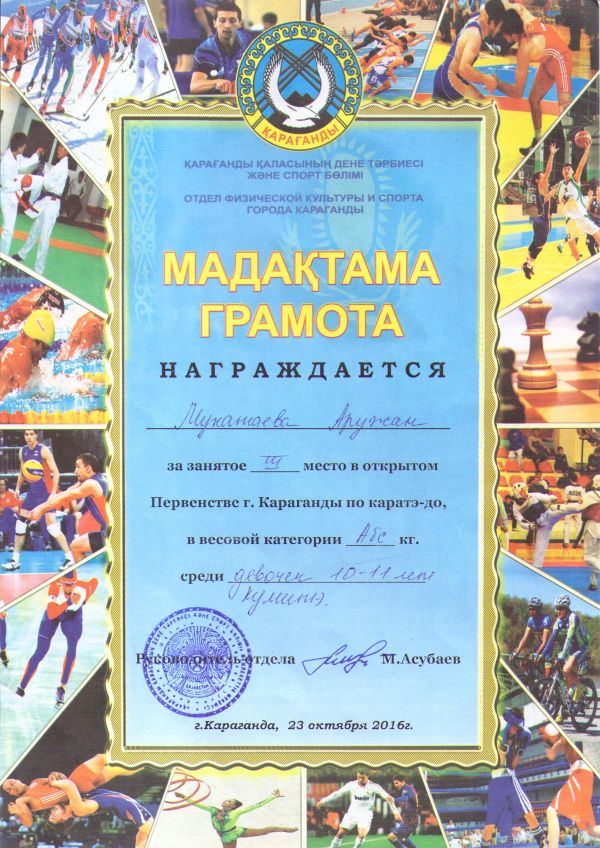 ҚАРАҒАНДЫ
ҚАРАҒАНДЫ ҚАЛАСЫНЫҢ ДЕНЕ ТӘРБИЕСІ
ЖӘНЕ СПОРТ БӨЛІМІ
ОТДЕЛ ФИЗИЧЕСКОЙ КУЛЬТУРЫ И СПОРТА
ГОРОДА КАРАГАНДЫ
МАДАҚТАМА
ГРАМОТА
НАГРАЖДАЕТСЯ
Аружан
за занятое III место в открытом
Первенстве г. Караганды по каратэ-до,
в весовой категории Абс кг.
среди девочек 10-11 лет
кумитэ.
Руководитель отдела М.Асубаев
г.Караганда, 23 октября 2016г.